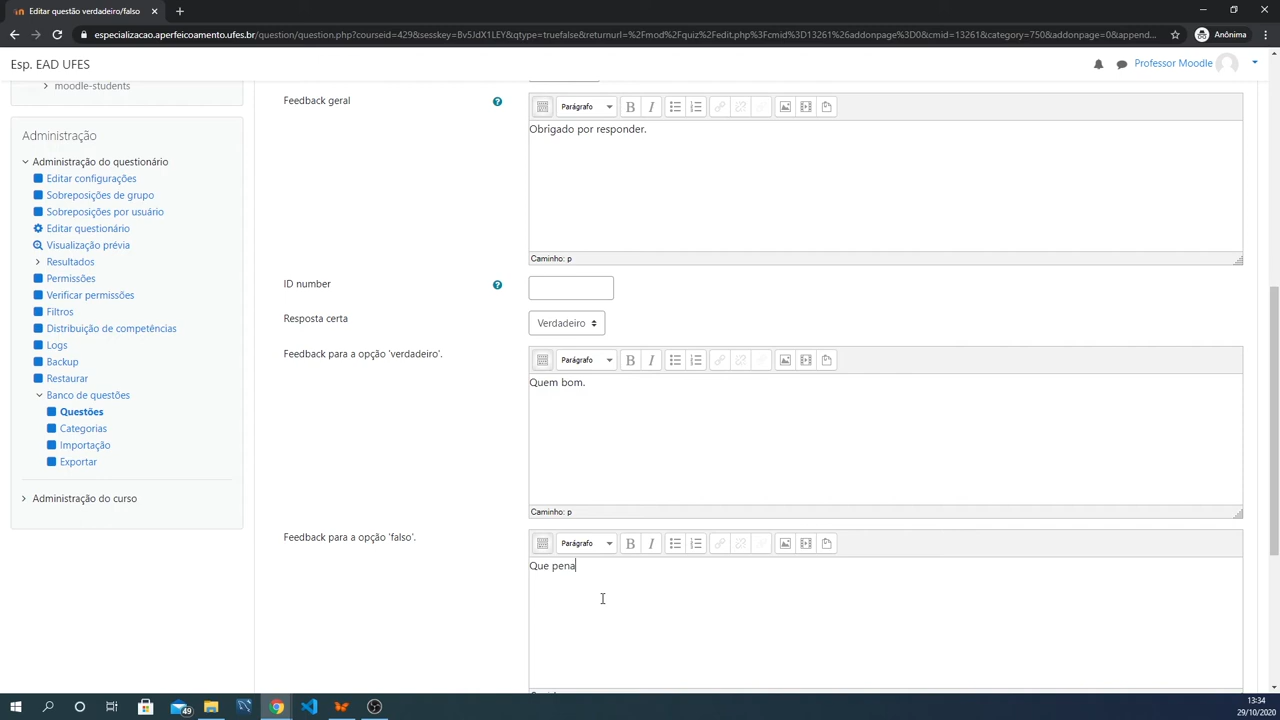 Editar questão verdadeiro/falso
especializacao.aperfeicoamento.ufes.br/question/question.php?courseid=429&sesskey=Bv5JdX1LEY&qtype=truefalse&returnurl=%2Fmod%2Fquiz%2Fedit.php%3Fcmid%3D13261%26addonpage%3D0&cmid=13261&category=750&addonpage=0&append...
Anônima
Esp. EAD UFES
Professor Moodle
moodle-students
Administração
Administração do questionário
Editar configurações
Sobreposições de grupo
Sobreposições por usuário
Editar questionário
Visualização prévia
Resultados
Permissões
Verificar permissões
Filtros
Distribuição de competências
Logs
Backup
Restaurar
Banco de questões
Questões
Categorias
Importação
Exportar
Administração do curso
Feedback geral
Parágrafo
B I
Obrigado por responder.
Caminho: p
ID number
Resposta certa
Verdadeiro
Feedback para a opção 'verdadeiro'.
Parágrafo
B I
Quem bom.
Caminho: p
Feedback para a opção 'falso'.
Parágrafo
B I
Que pena
49
13:34
29/10/2020